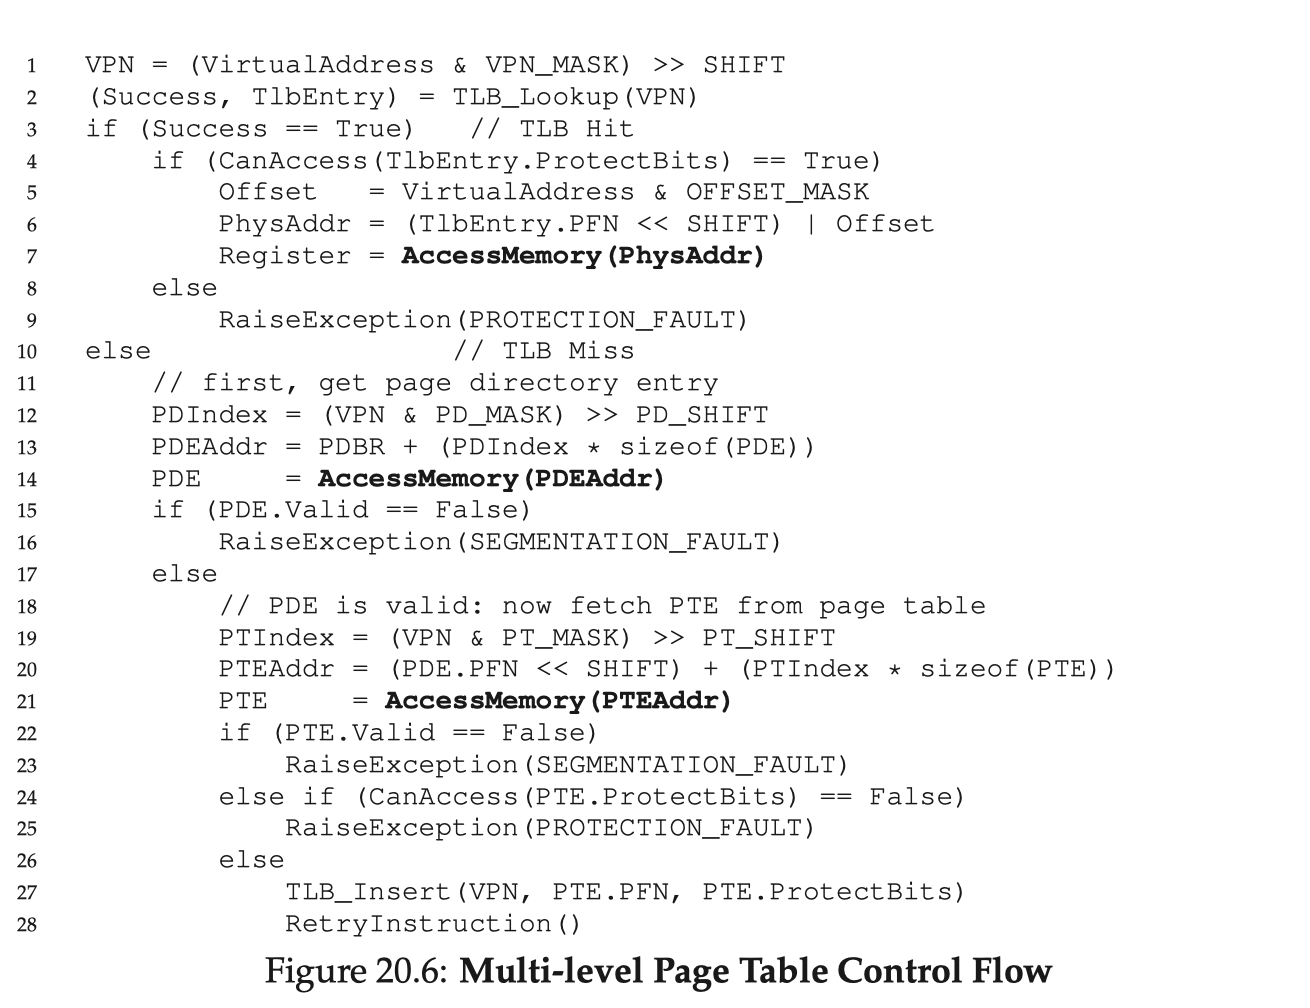 1 VPN = (VirtualAddress & VPN_MASK) >> SHIFT
2 (Success, TlbEntry) = TLB_Lookup(VPN)
3 if (Success == True) // TLB Hit
4 if (CanAccess(TlbEntry.ProtectBits) == True)
5 Offset = VirtualAddress & OFFSET_MASK
6 PhysAddr = (TlbEntry.PFN << SHIFT) | Offset
7 Register = AccessMemory(PhysAddr)
8 else
9 RaiseException(PROTECTION_FAULT)
10 else // TLB Miss
11 // first, get page directory entry
12 PDIndex = (VPN & PD_MASK) >> PD_SHIFT
13 PDEAddr = PDBR + (PDIndex * sizeof(PDE))
14 PDE = AccessMemory(PDEAddr)
15 if (PDE.Valid == False)
16 RaiseException(SEGMENTATION_FAULT)
17 else
18 // PDE is valid: now fetch PTE from page table
19 PTIndex = (VPN & PT_MASK) >> PT_SHIFT
20 PTEAddr = (PDE.PFN << SHIFT) + (PTIndex * sizeof(PTE))
21 PTE = AccessMemory(PTEAddr)
22 if (PTE.Valid == False)
23 RaiseException(SEGMENTATION_FAULT)
24 else if (CanAccess(PTE.ProtectBits) == False)
25 RaiseException(PROTECTION_FAULT)
26 else
27 TLB_Insert(VPN, PTE.PFN, PTE.ProtectBits)
28 RetryInstruction()
Figure 20.6: Multi-level Page Table Control Flow